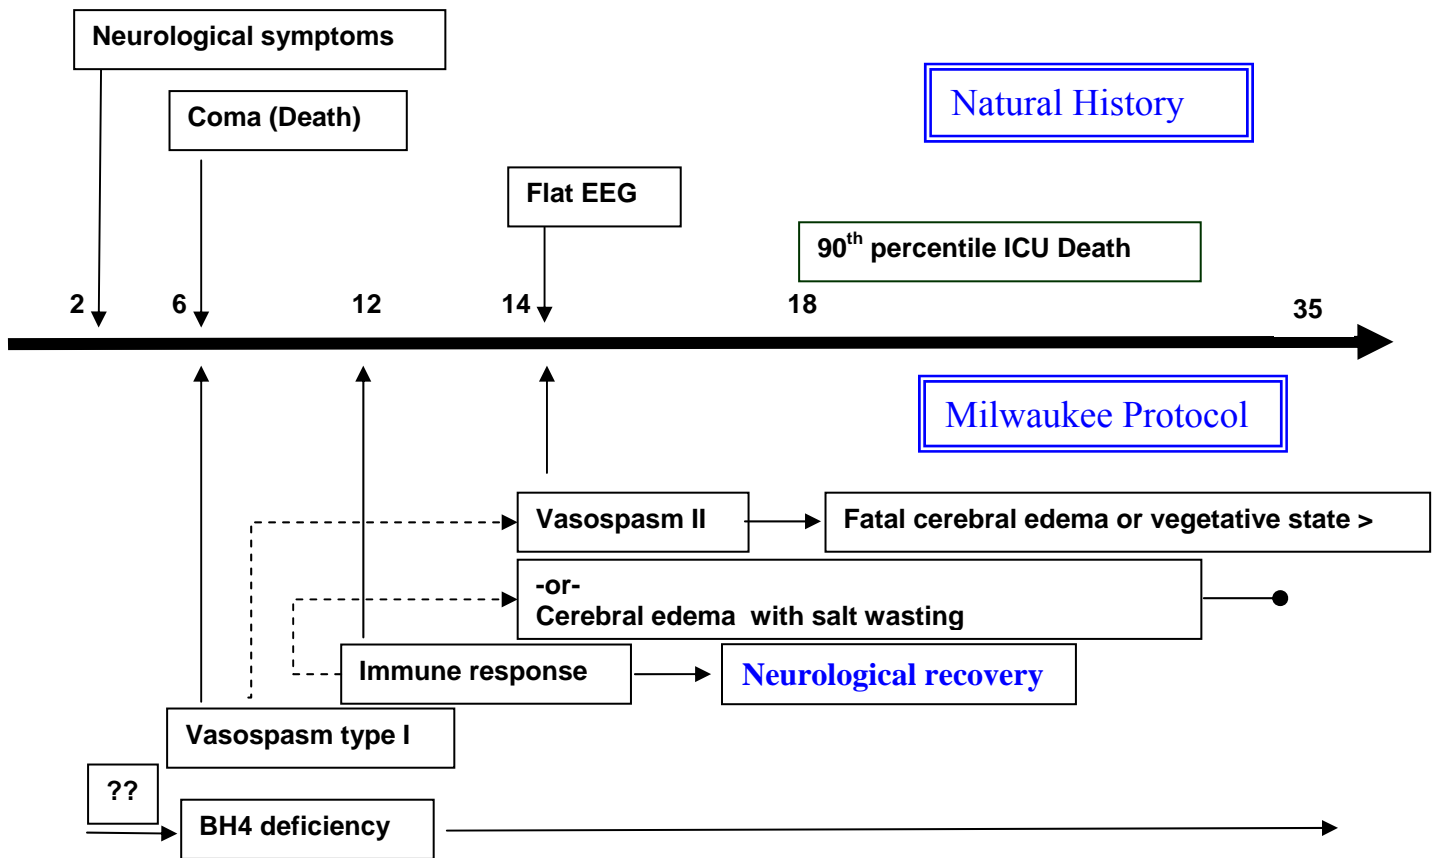 Neurological symptoms
Natural History
Coma (Death)
Flat EEG
90th percentile ICU Death
2 6 12 14 18 35
Milwaukee Protocol
Vasospasm II
Fatal cerebral edema or vegetative state >
-or-
Cerebral edema with salt wasting
Immune response
Neurological recovery
Vasospasm type I
??
BH4 deficiency